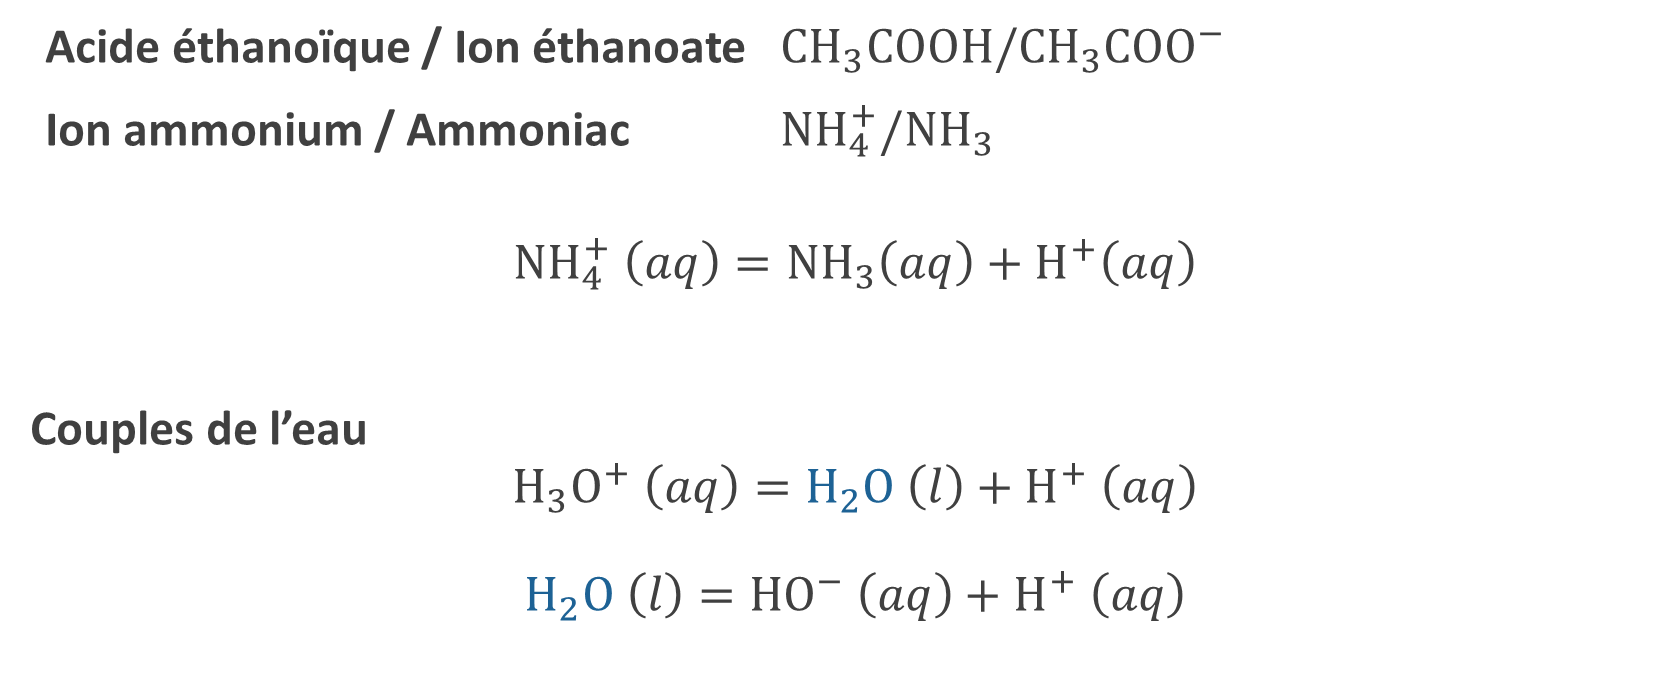 Acide éthanoïque / Ion éthanoate CH₃COOH/CH₃COO⁻
Ion ammonium / Ammoniac NH₄⁺/NH₃
NH₄⁺ (aq) = NH₃(aq) + H⁺(aq)
Couples de l’eau
H₃O⁺ (aq) = H₂O (l) + H⁺ (aq)
H₂O (l) = HO⁻ (aq) + H⁺ (aq)